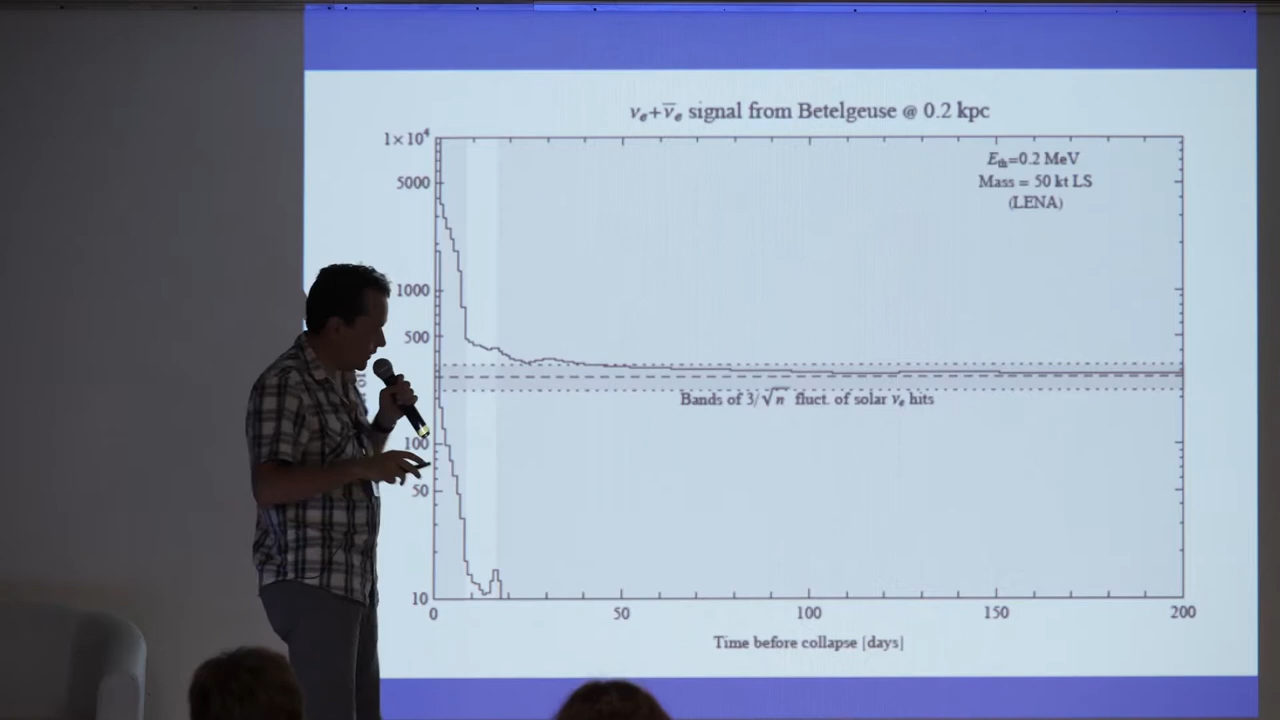 νₑ+ν̅ₑ signal from Betelgeuse @ 0.2 kpc
1×10⁴
5000
1000
500
100
50
10
E_th=0.2 MeV
Mass = 50 kt LS
(LENA)
Bands of 3/√n fluct. of solar νₑ hits
0 50 100 150 200
Time before collapse [days]